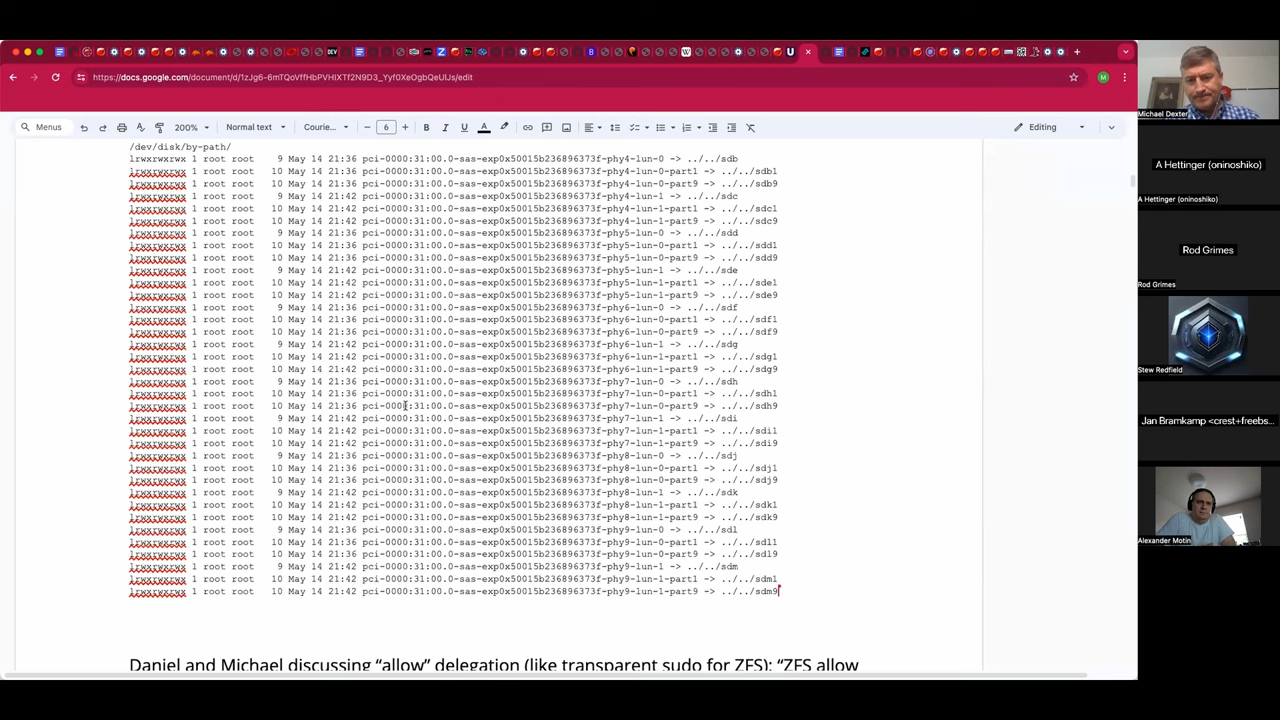 https://docs.google.com/document/d/1zJg6-6mTQoVffHbPVHIXTf2N9D3_Yyf0XeOgbQeUIJs/edit
M
Menus
200%
Normal text
Courie...
6
Editing
/dev/disk/by-path/
lrwxrwxrwx 1 root root 9 May 14 21:36 pci-0000:31:00.0-sas-exp0x50015b236896373f-phy4-lun-0 -> ../../sdb
lrwxrwxrwx 1 root root 10 May 14 21:36 pci-0000:31:00.0-sas-exp0x50015b236896373f-phy4-lun-0-part1 -> ../../sdb1
lrwxrwxrwx 1 root root 10 May 14 21:36 pci-0000:31:00.0-sas-exp0x50015b236896373f-phy4-lun-0-part9 -> ../../sdb9
lrwxrwxrwx 1 root root 9 May 14 21:42 pci-0000:31:00.0-sas-exp0x50015b236896373f-phy4-lun-1 -> ../../sdc
lrwxrwxrwx 1 root root 10 May 14 21:42 pci-0000:31:00.0-sas-exp0x50015b236896373f-phy4-lun-1-part1 -> ../../sdc1
lrwxrwxrwx 1 root root 10 May 14 21:42 pci-0000:31:00.0-sas-exp0x50015b236896373f-phy4-lun-1-part9 -> ../../sdc9
lrwxrwxrwx 1 root root 9 May 14 21:36 pci-0000:31:00.0-sas-exp0x50015b236896373f-phy5-lun-0 -> ../../sdd
lrwxrwxrwx 1 root root 10 May 14 21:36 pci-0000:31:00.0-sas-exp0x50015b236896373f-phy5-lun-0-part1 -> ../../sdd1
lrwxrwxrwx 1 root root 10 May 14 21:36 pci-0000:31:00.0-sas-exp0x50015b236896373f-phy5-lun-0-part9 -> ../../sdd9
lrwxrwxrwx 1 root root 9 May 14 21:42 pci-0000:31:00.0-sas-exp0x50015b236896373f-phy5-lun-1 -> ../../sde
lrwxrwxrwx 1 root root 10 May 14 21:42 pci-0000:31:00.0-sas-exp0x50015b236896373f-phy5-lun-1-part1 -> ../../sde1
lrwxrwxrwx 1 root root 10 May 14 21:42 pci-0000:31:00.0-sas-exp0x50015b236896373f-phy5-lun-1-part9 -> ../../sde9
lrwxrwxrwx 1 root root 9 May 14 21:36 pci-0000:31:00.0-sas-exp0x50015b236896373f-phy6-lun-0 -> ../../sdf
lrwxrwxrwx 1 root root 10 May 14 21:36 pci-0000:31:00.0-sas-exp0x50015b236896373f-phy6-lun-0-part1 -> ../../sdf1
lrwxrwxrwx 1 root root 10 May 14 21:36 pci-0000:31:00.0-sas-exp0x50015b236896373f-phy6-lun-0-part9 -> ../../sdf9
lrwxrwxrwx 1 root root 9 May 14 21:42 pci-0000:31:00.0-sas-exp0x50015b236896373f-phy6-lun-1 -> ../../sdg
lrwxrwxrwx 1 root root 10 May 14 21:42 pci-0000:31:00.0-sas-exp0x50015b236896373f-phy6-lun-1-part1 -> ../../sdg1
lrwxrwxrwx 1 root root 10 May 14 21:42 pci-0000:31:00.0-sas-exp0x50015b236896373f-phy6-lun-1-part9 -> ../../sdg9
lrwxrwxrwx 1 root root 9 May 14 21:36 pci-0000:31:00.0-sas-exp0x50015b236896373f-phy7-lun-0 -> ../../sdh
lrwxrwxrwx 1 root root 10 May 14 21:36 pci-0000:31:00.0-sas-exp0x50015b236896373f-phy7-lun-0-part1 -> ../../sdh1
lrwxrwxrwx 1 root root 10 May 14 21:36 pci-0000:31:00.0-sas-exp0x50015b236896373f-phy7-lun-0-part9 -> ../../sdh9
lrwxrwxrwx 1 root root 9 May 14 21:42 pci-0000:31:00.0-sas-exp0x50015b236896373f-phy7-lun-1 -> ../../sdi
lrwxrwxrwx 1 root root 10 May 14 21:42 pci-0000:31:00.0-sas-exp0x50015b236896373f-phy7-lun-1-part1 -> ../../sdi1
lrwxrwxrwx 1 root root 10 May 14 21:42 pci-0000:31:00.0-sas-exp0x50015b236896373f-phy7-lun-1-part9 -> ../../sdi9
lrwxrwxrwx 1 root root 9 May 14 21:36 pci-0000:31:00.0-sas-exp0x50015b236896373f-phy8-lun-0 -> ../../sdj
lrwxrwxrwx 1 root root 10 May 14 21:36 pci-0000:31:00.0-sas-exp0x50015b236896373f-phy8-lun-0-part1 -> ../../sdj1
lrwxrwxrwx 1 root root 10 May 14 21:36 pci-0000:31:00.0-sas-exp0x50015b236896373f-phy8-lun-0-part9 -> ../../sdj9
lrwxrwxrwx 1 root root 9 May 14 21:42 pci-0000:31:00.0-sas-exp0x50015b236896373f-phy8-lun-1 -> ../../sdk
lrwxrwxrwx 1 root root 10 May 14 21:42 pci-0000:31:00.0-sas-exp0x50015b236896373f-phy8-lun-1-part1 -> ../../sdk1
lrwxrwxrwx 1 root root 10 May 14 21:42 pci-0000:31:00.0-sas-exp0x50015b236896373f-phy8-lun-1-part9 -> ../../sdk9
lrwxrwxrwx 1 root root 9 May 14 21:36 pci-0000:31:00.0-sas-exp0x50015b236896373f-phy9-lun-0 -> ../../sdl
lrwxrwxrwx 1 root root 10 May 14 21:36 pci-0000:31:00.0-sas-exp0x50015b236896373f-phy9-lun-0-part1 -> ../../sdl1
lrwxrwxrwx 1 root root 10 May 14 21:36 pci-0000:31:00.0-sas-exp0x50015b236896373f-phy9-lun-0-part9 -> ../../sdl9
lrwxrwxrwx 1 root root 9 May 14 21:42 pci-0000:31:00.0-sas-exp0x50015b236896373f-phy9-lun-1 -> ../../sdm
lrwxrwxrwx 1 root root 10 May 14 21:42 pci-0000:31:00.0-sas-exp0x50015b236896373f-phy9-lun-1-part1 -> ../../sdm1
lrwxrwxrwx 1 root root 10 May 14 21:42 pci-0000:31:00.0-sas-exp0x50015b236896373f-phy9-lun-1-part9 -> ../../sdm9
Daniel and Michael discussing “allow” delegation (like transparent sudo for ZFS): “ZFS allow
Michael Dexter
A Hettinger (oninoshiko)
A Hettinger (oninoshiko)
Rod Grimes
Rod Grimes
Stew Redfield
Jan Bramkamp <crest+freebs...
Alexander Motin